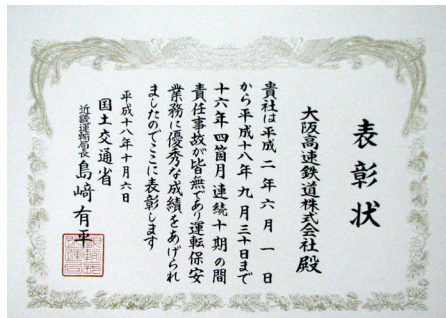 表彰状
大阪高速鉄道株式会社 殿
貴社は平成二年六月一日
から平成十八年九月三十日まで
十六年四箇月連続十期の間
責任事故が皆無であり運転保安
業務に優秀な成績をあげられ
ましたのでここに表彰します
平成十八年十月六日
国土交通省
近畿運輸局長 島﨑有平